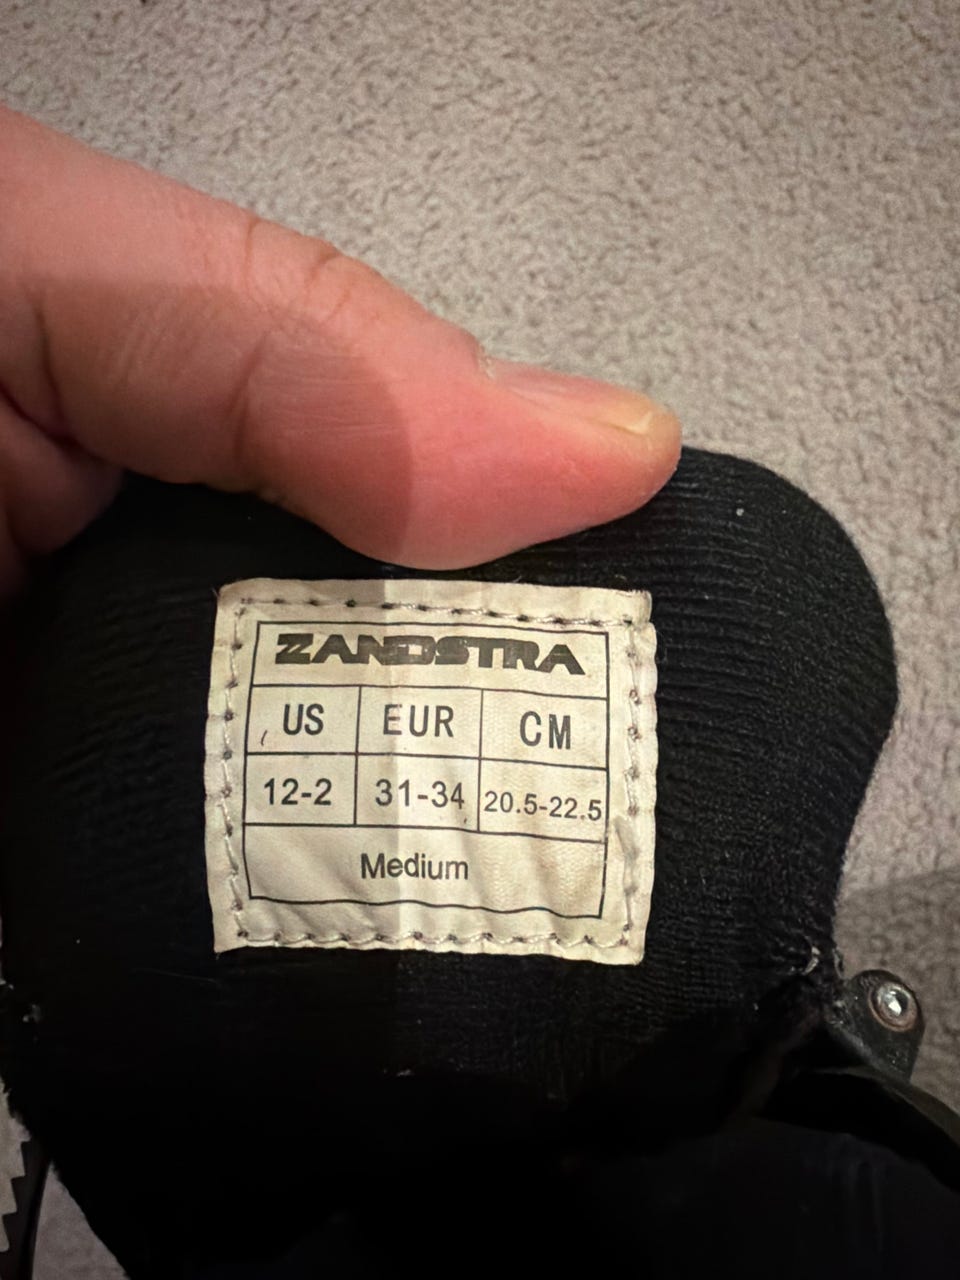 ZANDSTRA
US EUR CM
12-2 31-34 20.5-22.5
Medium